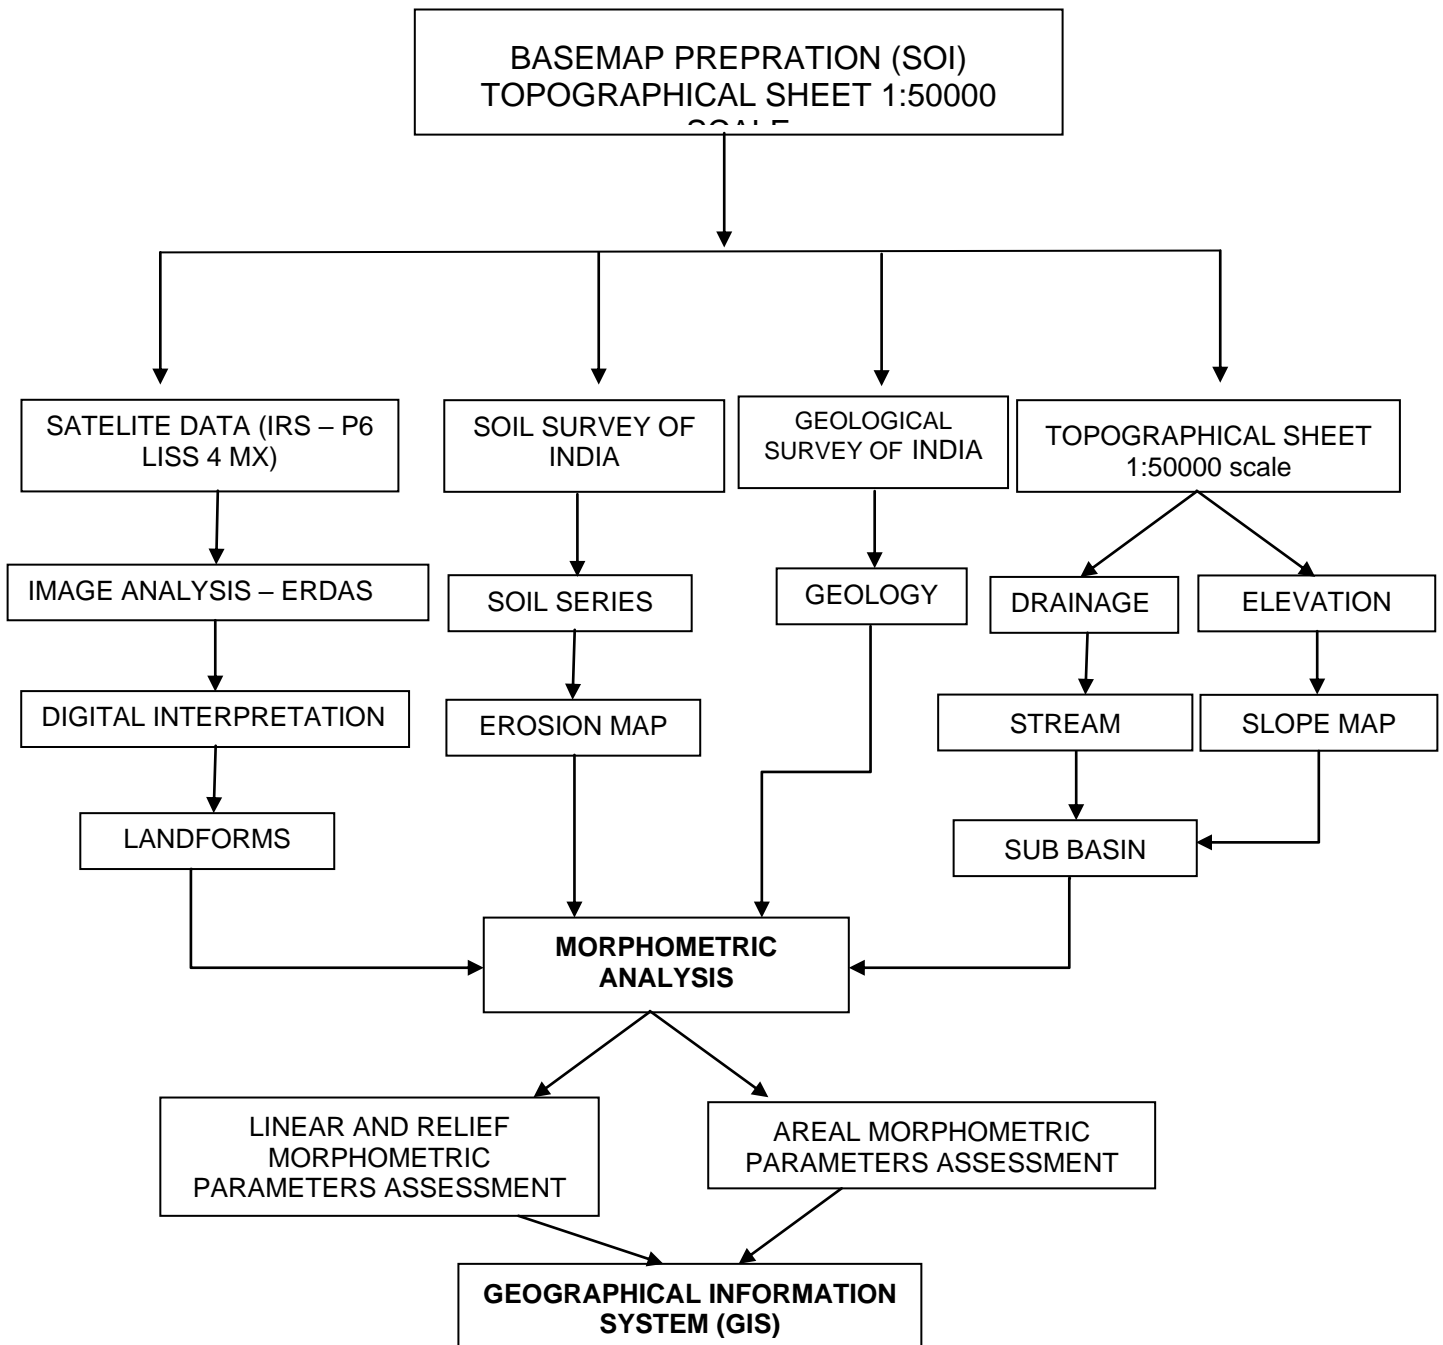 BASEMAP PREPRATION (SOI)
TOPOGRAPHICAL SHEET 1:50000
SCALE
SATELITE DATA (IRS – P6
LISS 4 MX)
SOIL SURVEY OF
INDIA
GEOLOGICAL
SURVEY OF INDIA
TOPOGRAPHICAL SHEET
1:50000 scale
IMAGE ANALYSIS – ERDAS
SOIL SERIES
GEOLOGY
DRAINAGE
ELEVATION
DIGITAL INTERPRETATION
EROSION MAP
STREAM
SLOPE MAP
LANDFORMS
SUB BASIN
MORPHOMETRIC
ANALYSIS
LINEAR AND RELIEF
MORPHOMETRIC
PARAMETERS ASSESSMENT
AREAL MORPHOMETRIC
PARAMETERS ASSESSMENT
GEOGRAPHICAL INFORMATION
SYSTEM (GIS)